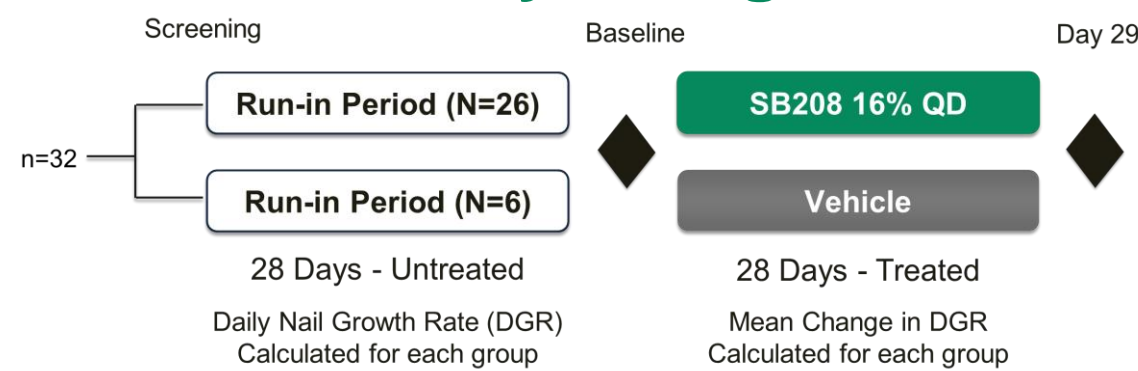 Screening
Baseline
Day 29
Run-in Period (N=26)
SB208 16% QD
n=32
Run-in Period (N=6)
Vehicle
28 Days - Untreated
28 Days - Treated
Daily Nail Growth Rate (DGR)
Calculated for each group
Mean Change in DGR
Calculated for each group